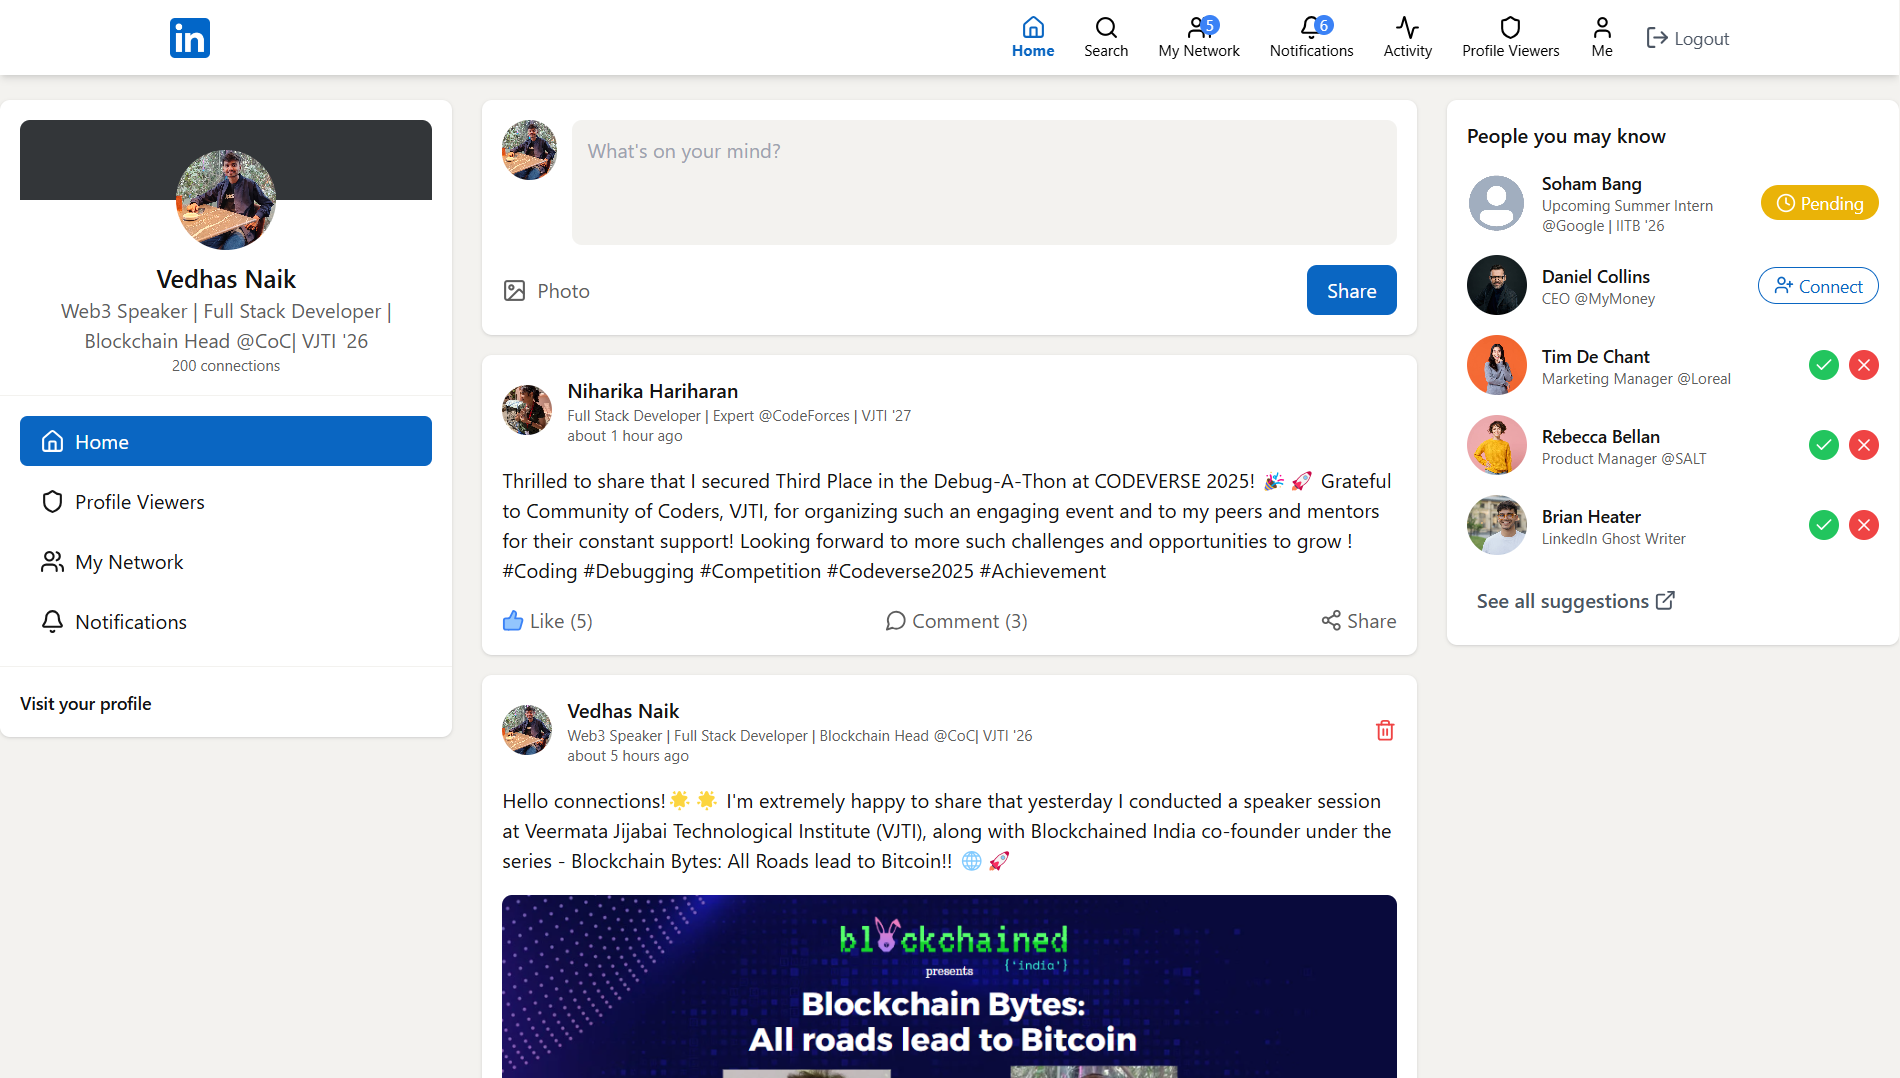 in
Home
Search
5
My Network
6
Notifications
Activity
Profile Viewers
Me
Logout
Vedhas Naik
Web3 Speaker | Full Stack Developer |
Blockchain Head @CoC| VJTI '26
200 connections
Home
Profile Viewers
My Network
Notifications
Visit your profile
What's on your mind?
Photo
Share
Niharika Hariharan
Full Stack Developer | Expert @CodeForces | VJTI '27
about 1 hour ago
Thrilled to share that I secured Third Place in the Debug-A-Thon at CODEVERSE 2025! 🎉 🚀 Grateful
to Community of Coders, VJTI, for organizing such an engaging event and to my peers and mentors
for their constant support! Looking forward to more such challenges and opportunities to grow !
#Coding #Debugging #Competition #Codeverse2025 #Achievement
Like (5)
Comment (3)
Share
Vedhas Naik
Web3 Speaker | Full Stack Developer | Blockchain Head @CoC| VJTI '26
about 5 hours ago
Hello connections!🌟 🌟 I'm extremely happy to share that yesterday I conducted a speaker session
at Veermata Jijabai Technological Institute (VJTI), along with Blockchained India co-founder under the
series - Blockchain Bytes: All Roads lead to Bitcoin!! 🌐 🚀
blockchained
{'india'}
presents
Blockchain Bytes:
All roads lead to Bitcoin
People you may know
Soham Bang
Upcoming Summer Intern
@Google | IITB '26
Pending
Daniel Collins
CEO @MyMoney
Connect
Tim De Chant
Marketing Manager @Loreal
Rebecca Bellan
Product Manager @SALT
Brian Heater
LinkedIn Ghost Writer
See all suggestions